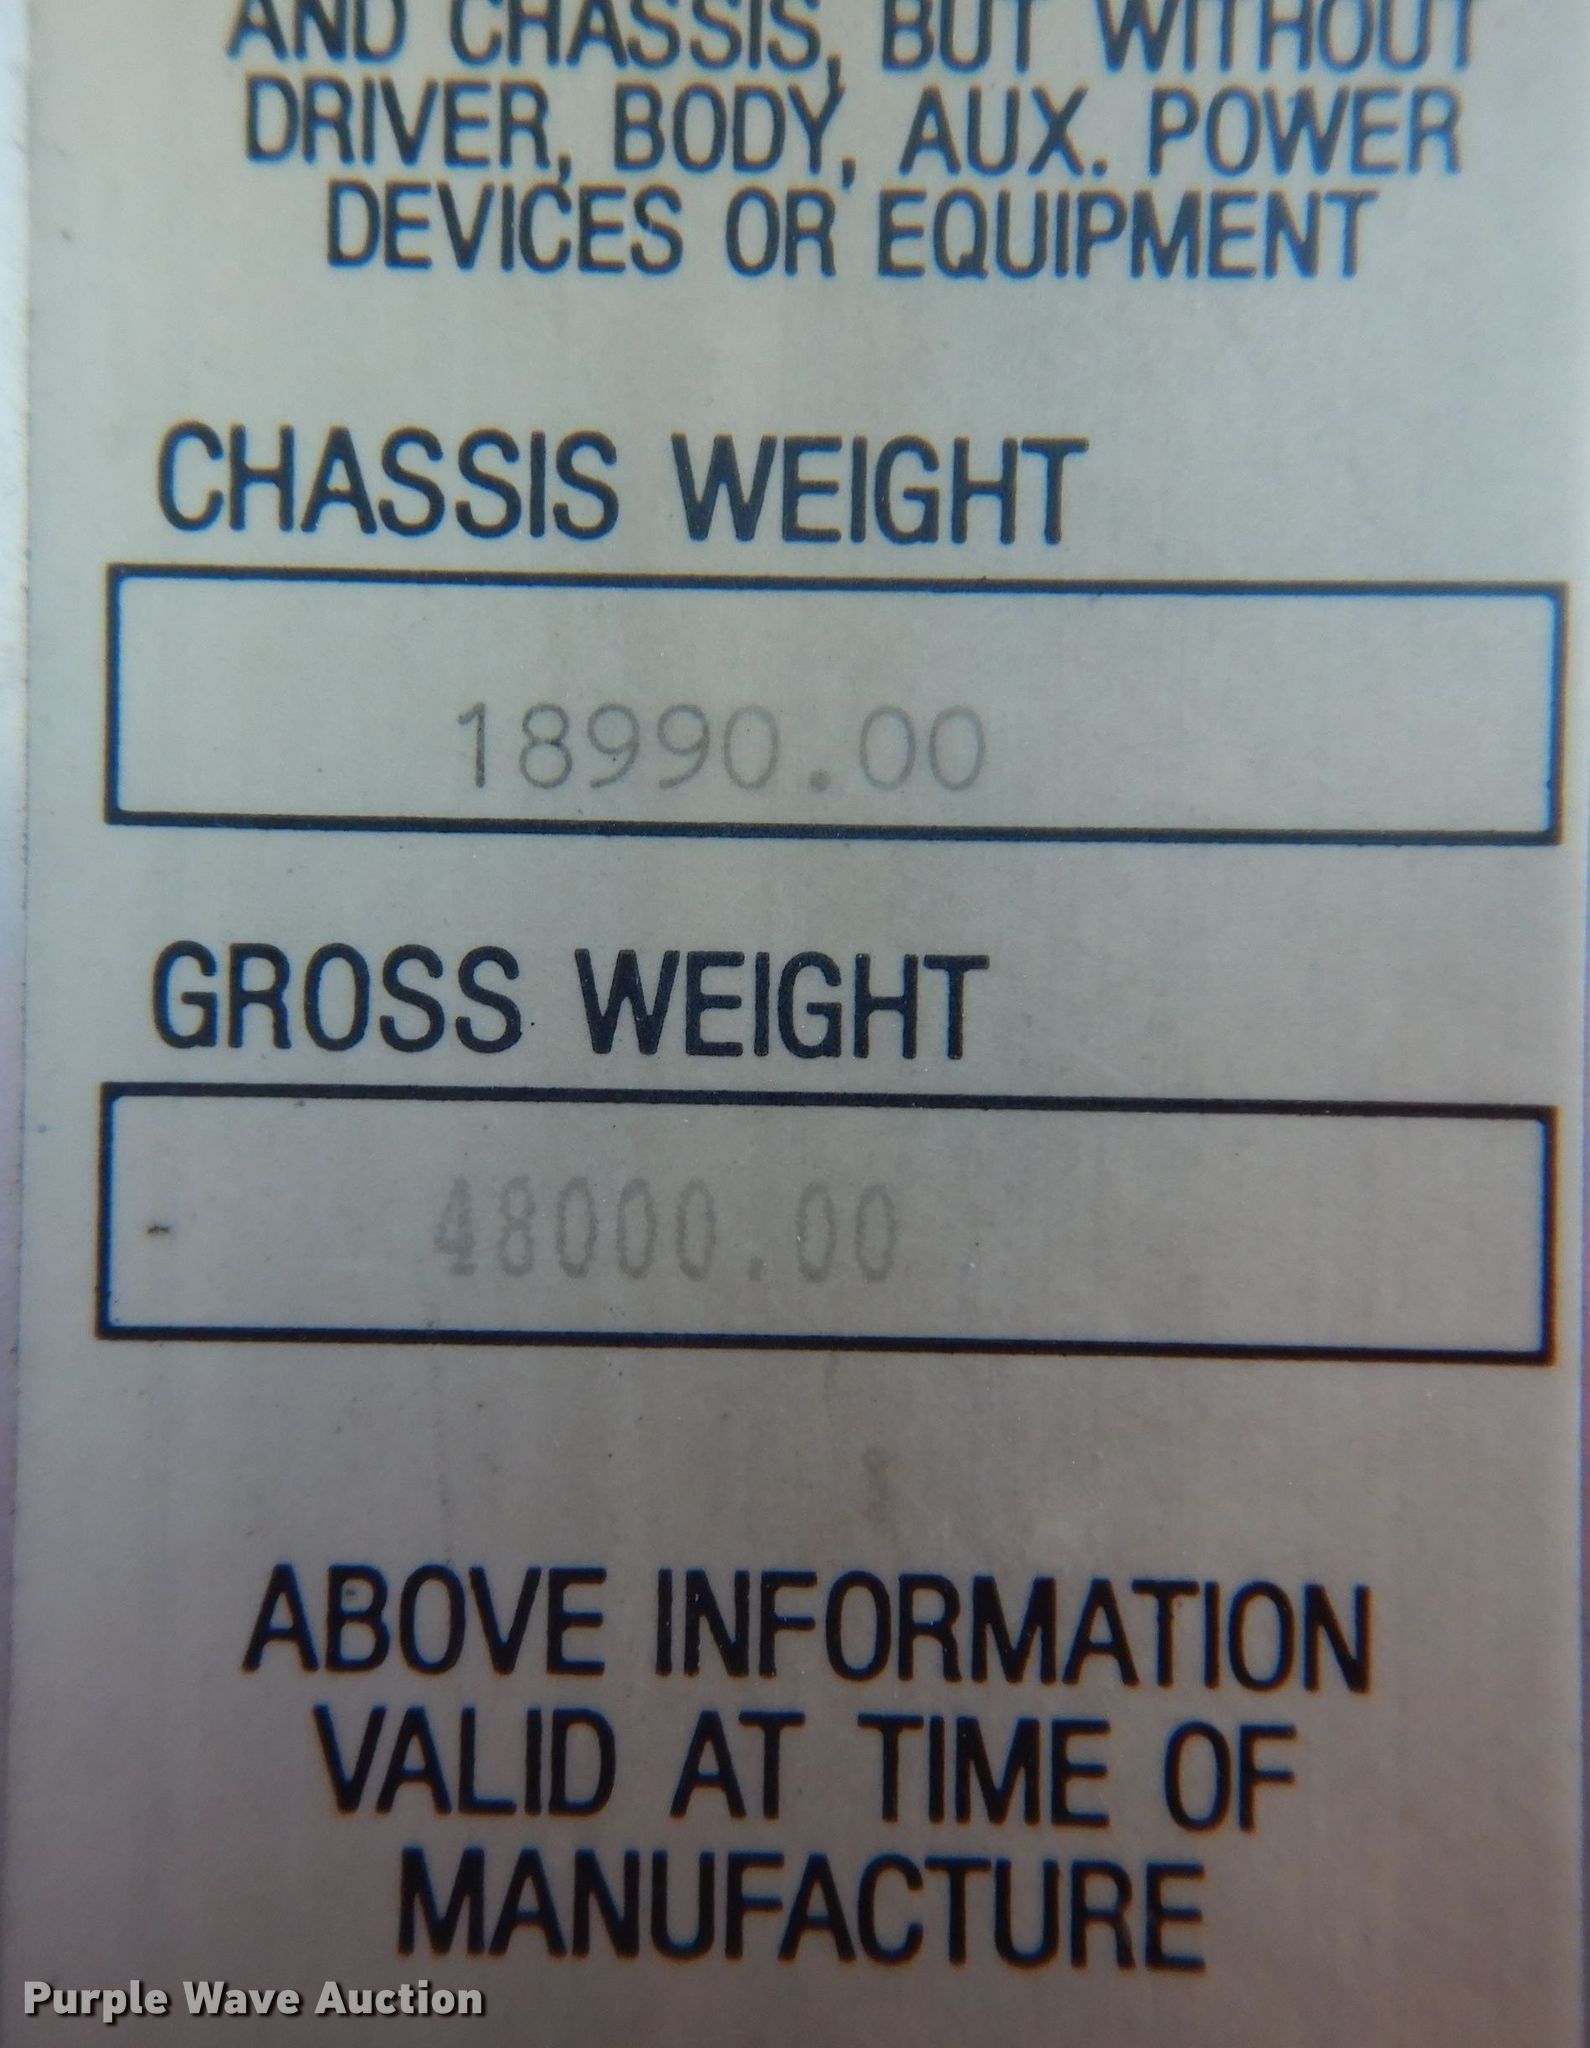 AND CHASSIS, BUT WITHOUT
DRIVER, BODY, AUX. POWER
DEVICES OR EQUIPMENT
CHASSIS WEIGHT
18990.00
GROSS WEIGHT
48000.00
ABOVE INFORMATION
VALID AT TIME OF
MANUFACTURE
Purple Wave Auction